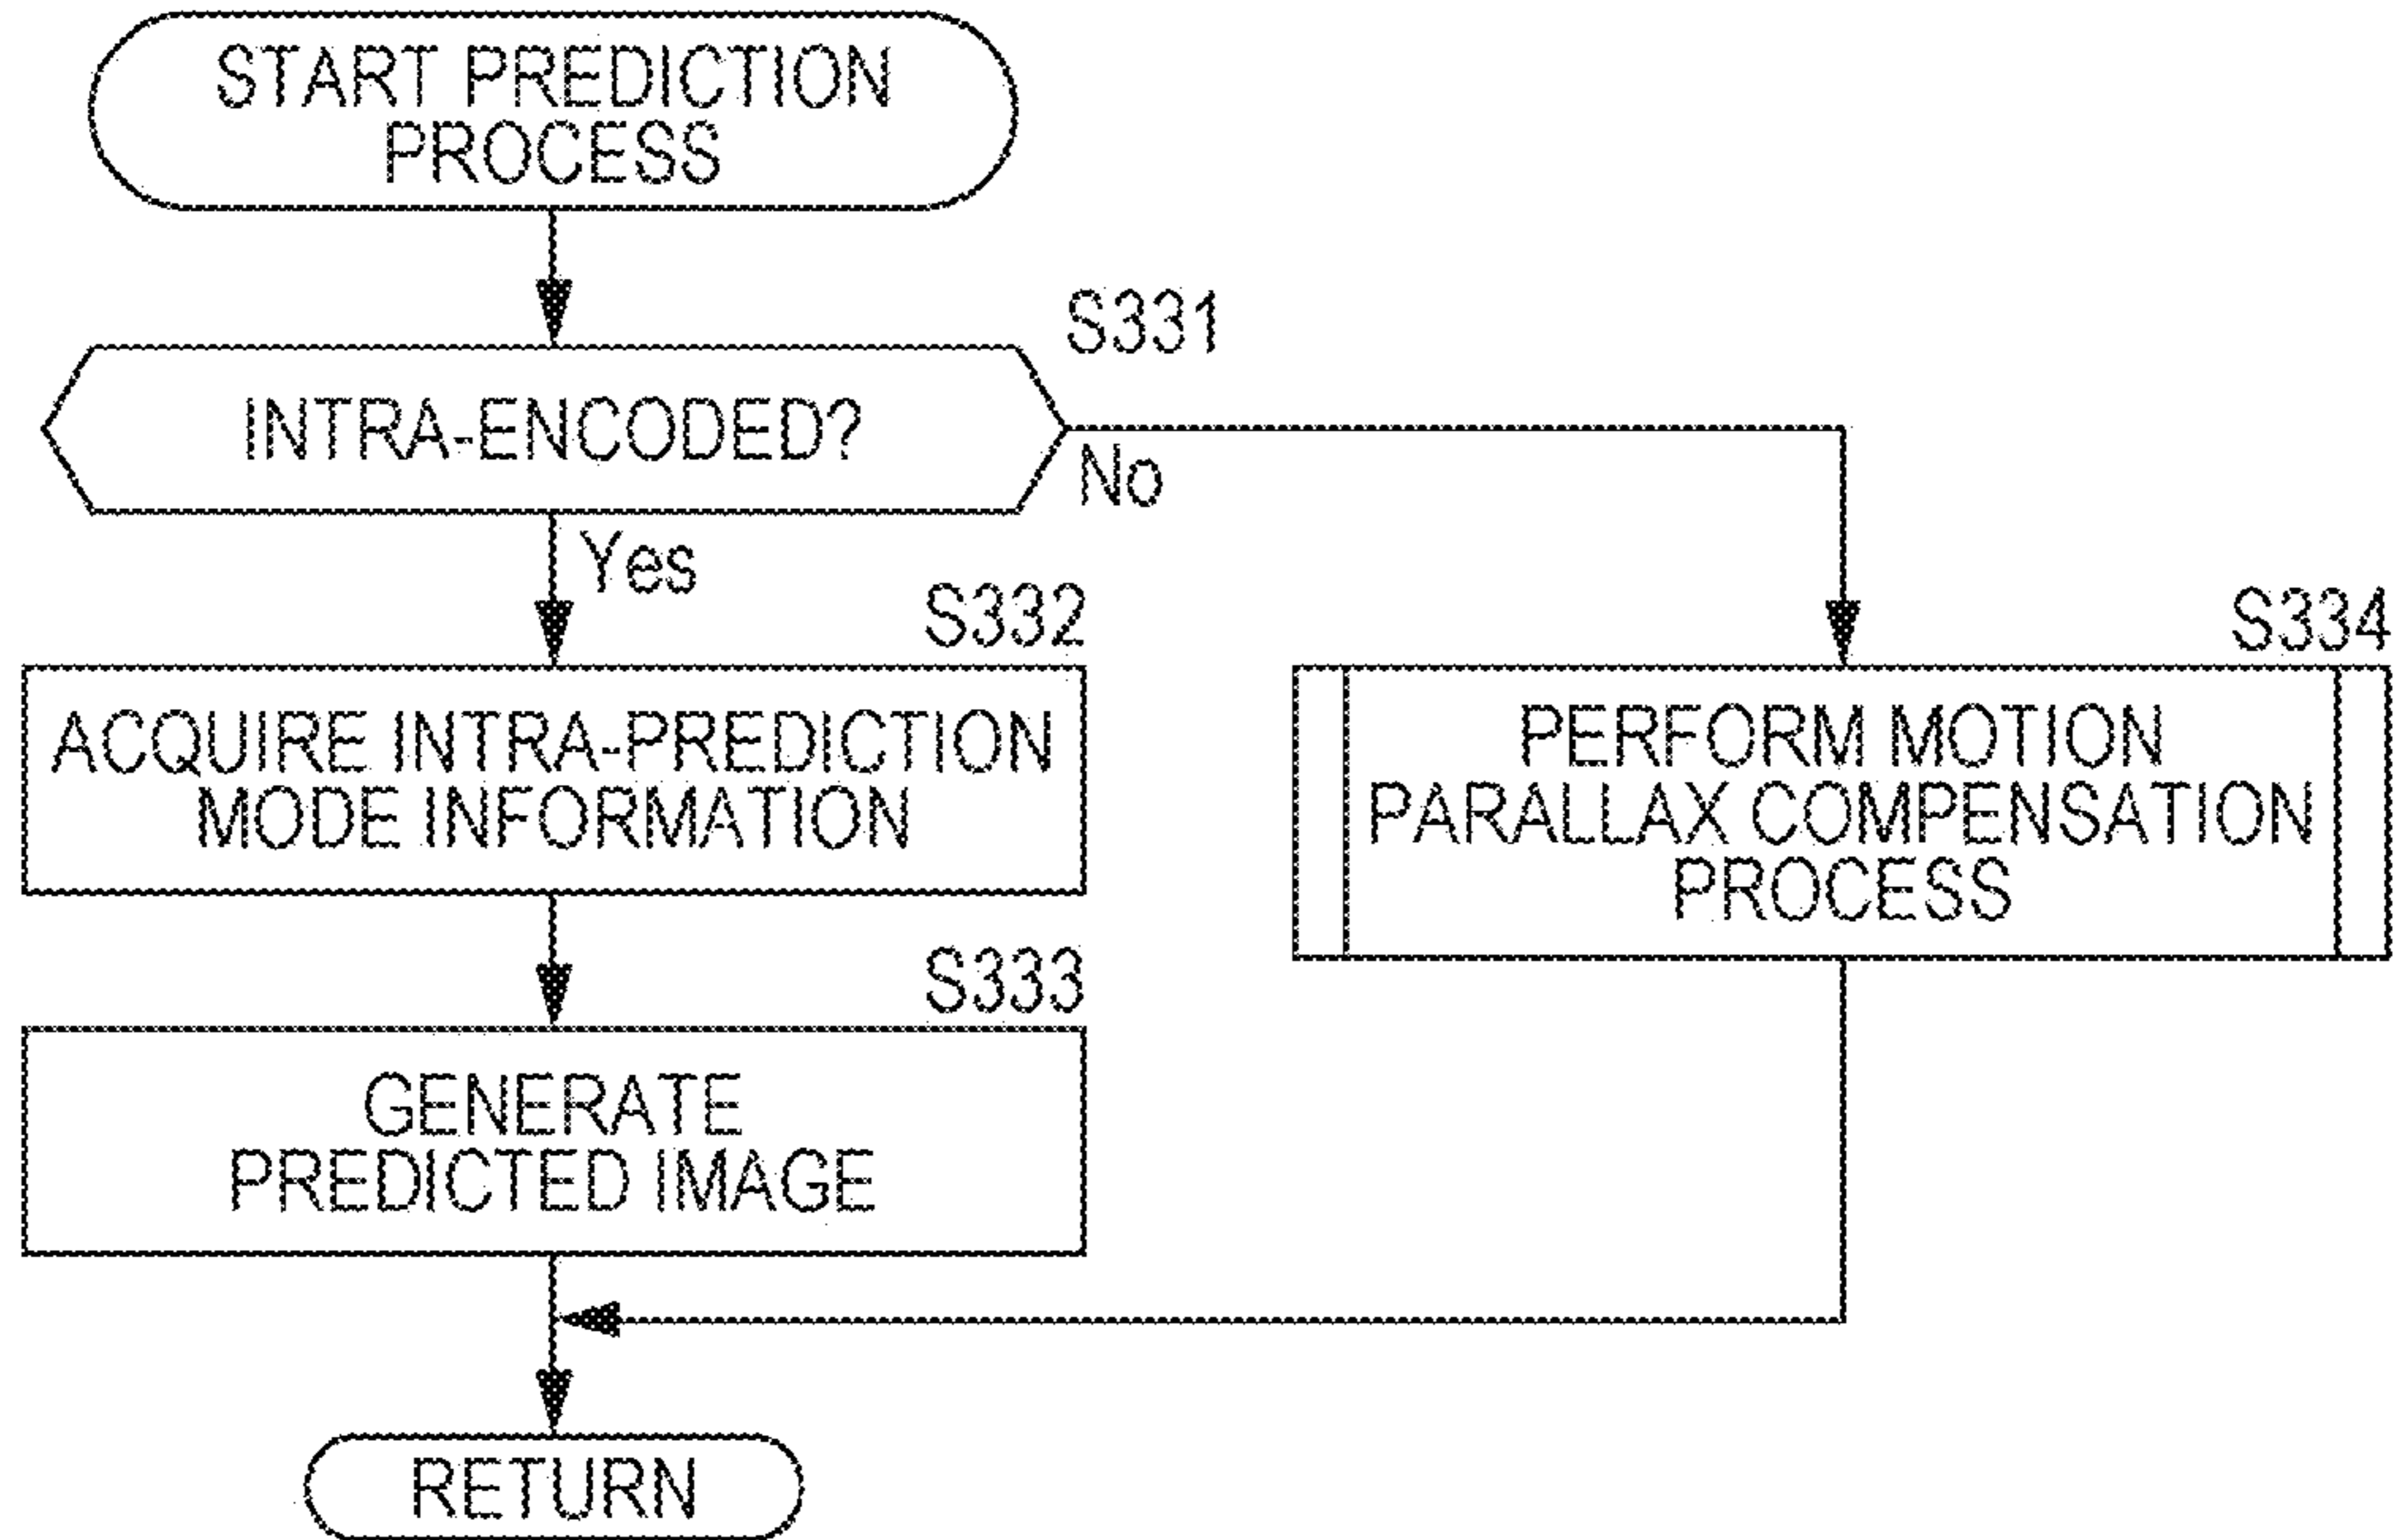 START PREDICTION
PROCESS
S331
INTRA-ENCODED?
No
Yes
S332
ACQUIRE INTRA-PREDICTION
MODE INFORMATION
S334
PERFORM MOTION
PARALLAX COMPENSATION
PROCESS
S333
GENERATE
PREDICTED IMAGE
RETURN